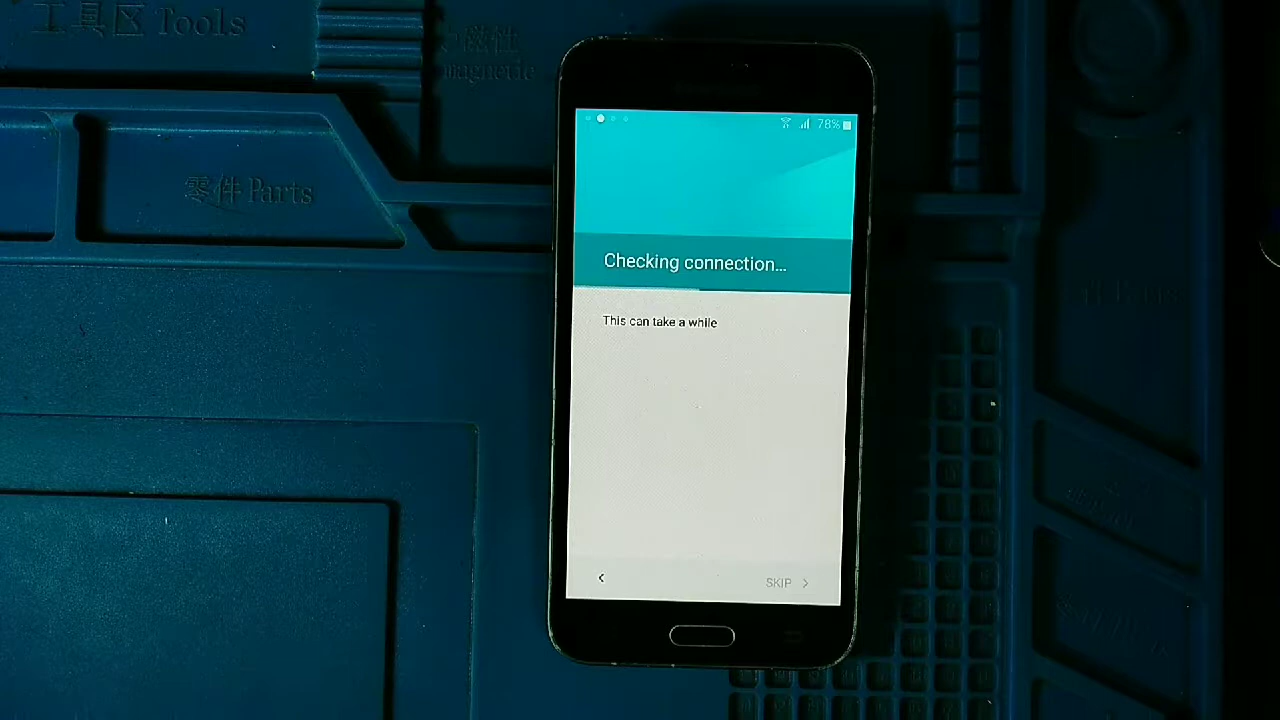 工具区 Tools
磁性
magnetic
零件 Parts
78%
Checking connection...
This can take a while
SKIP